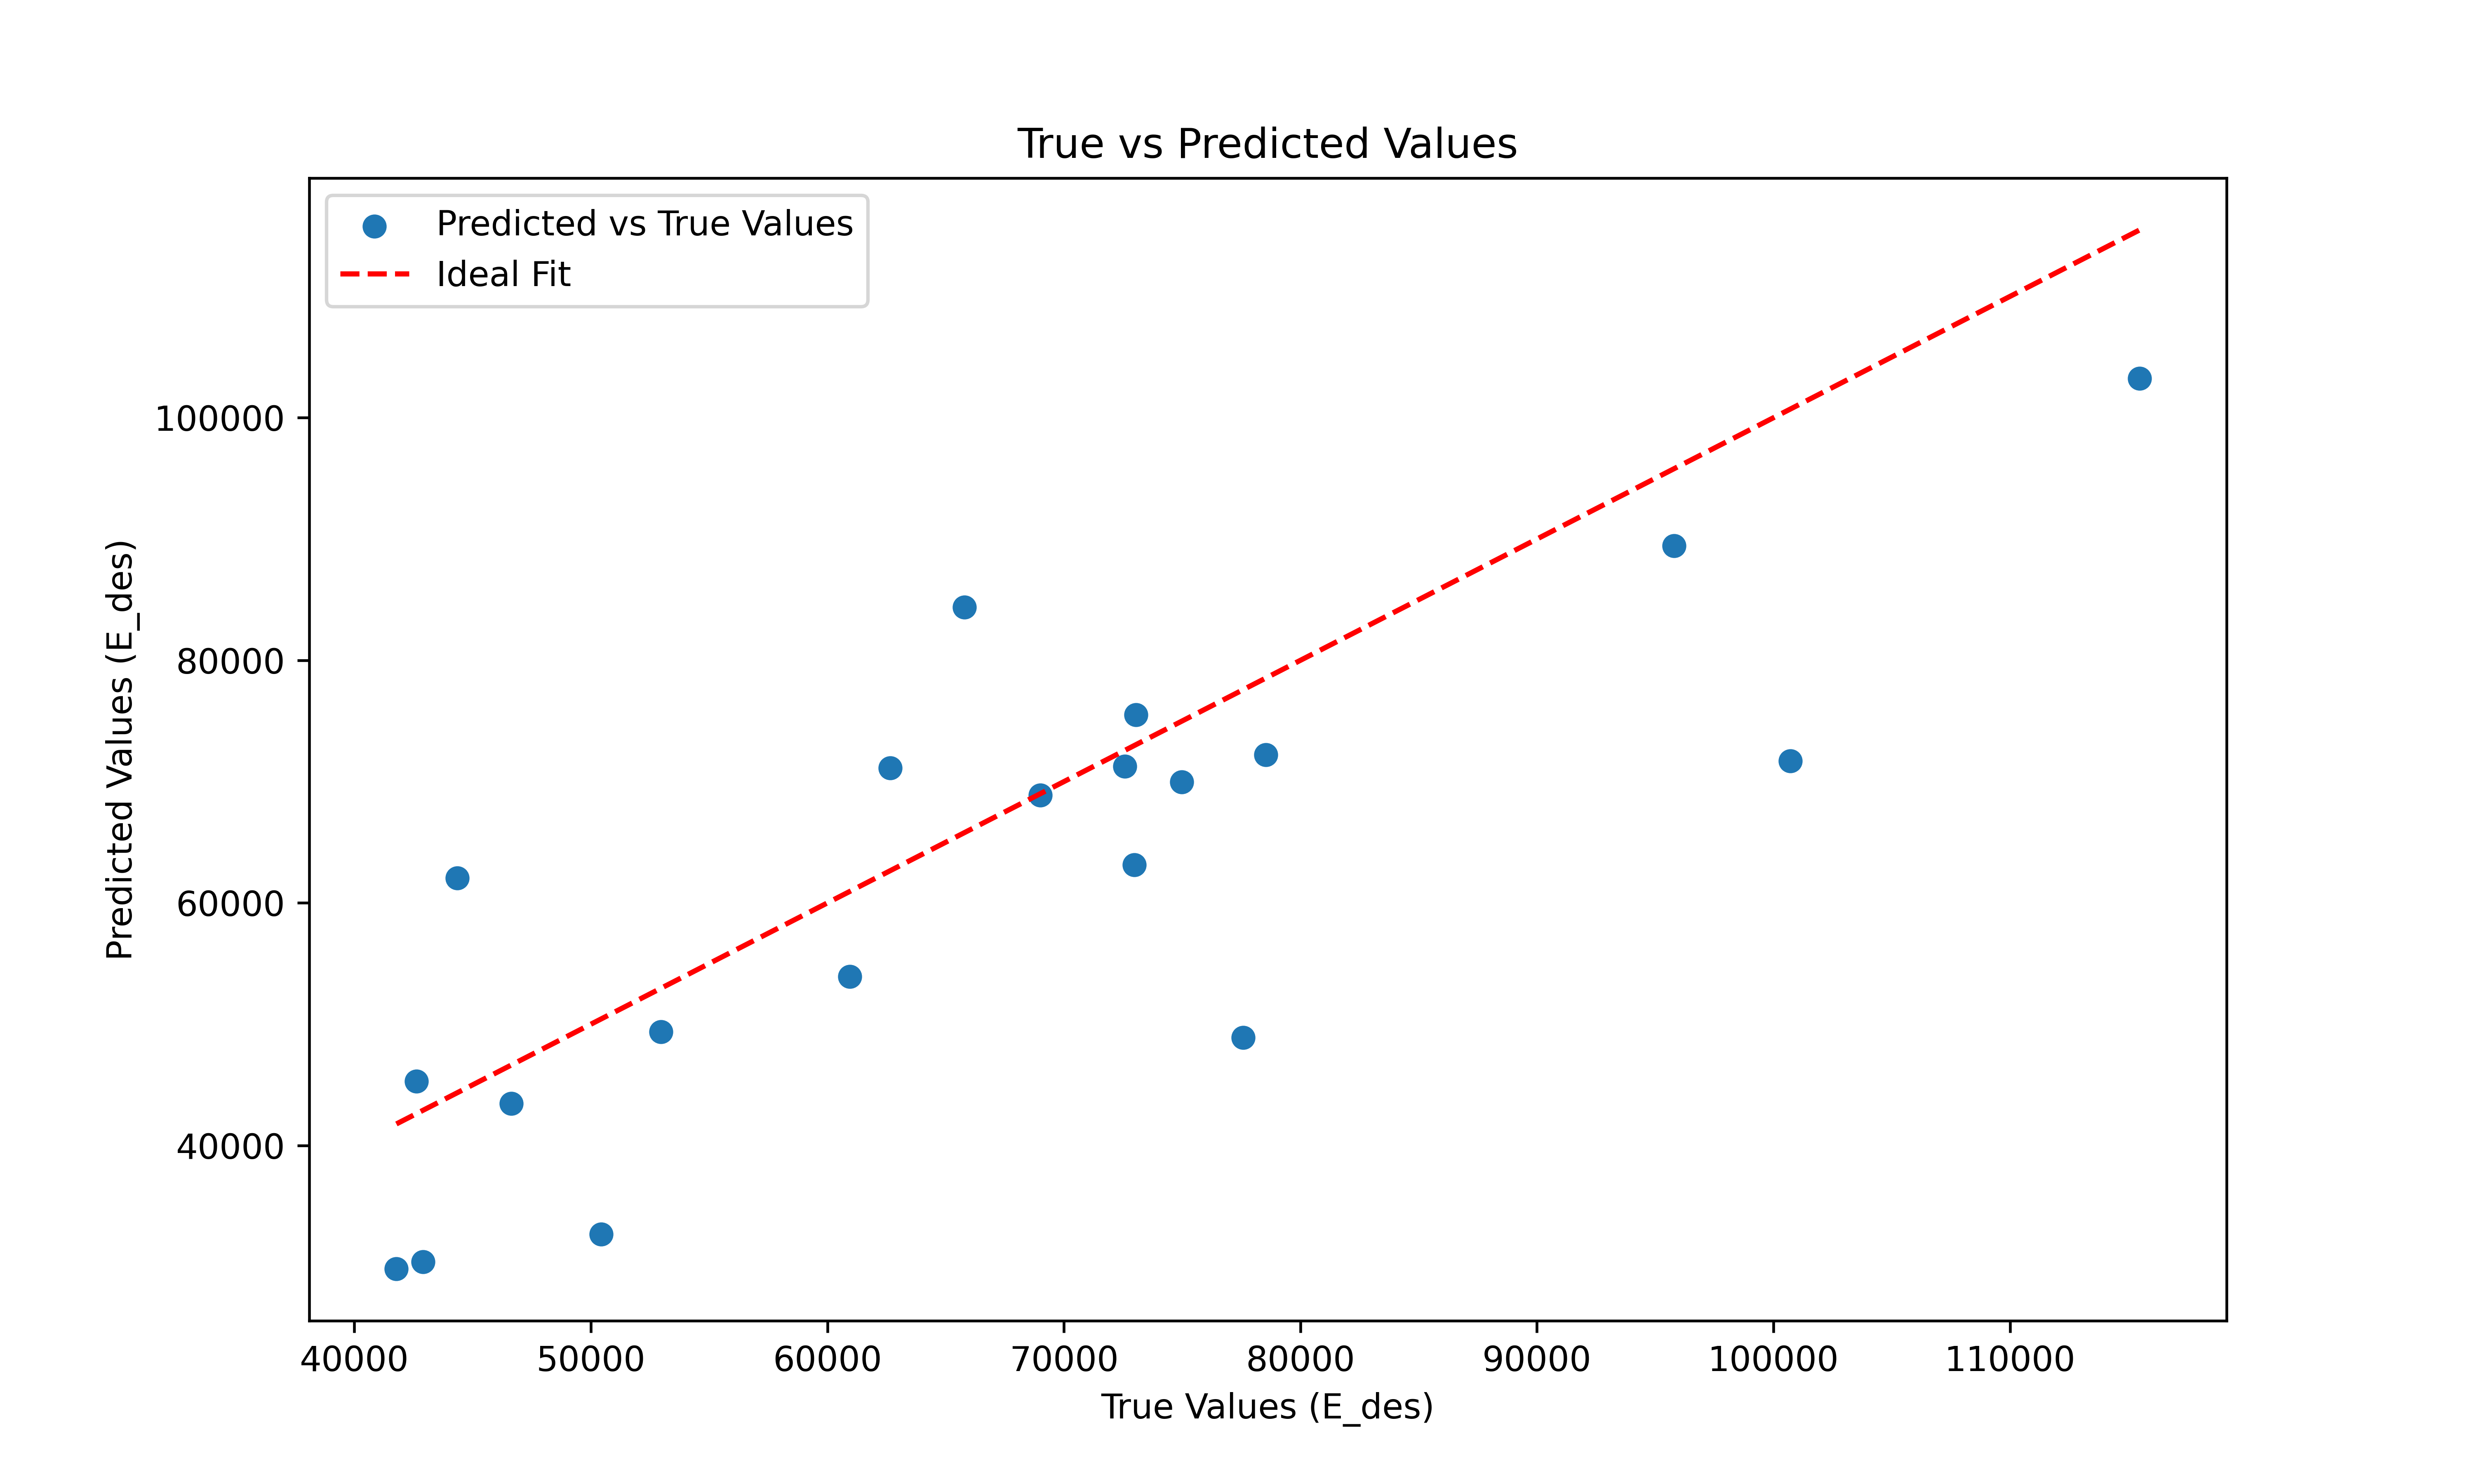 True vs Predicted Values
Predicted vs True Values
Ideal Fit
Predicted Values (E_des)
100000
80000
60000
40000
40000 50000 60000 70000 80000 90000 100000 110000
True Values (E_des)